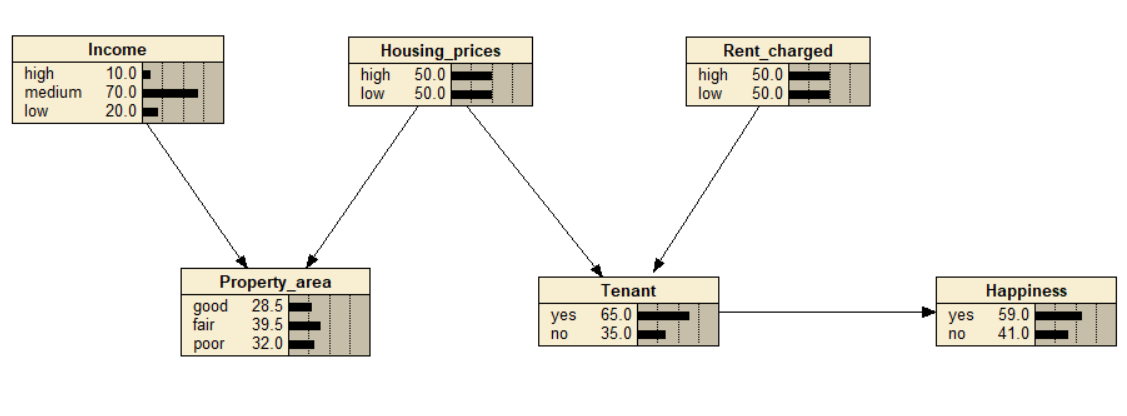 Income
high 10.0
medium 70.0
low 20.0
Housing_prices
high 50.0
low 50.0
Rent_charged
high 50.0
low 50.0
Property_area
good 28.5
fair 39.5
poor 32.0
Tenant
yes 65.0
no 35.0
Happiness
yes 59.0
no 41.0